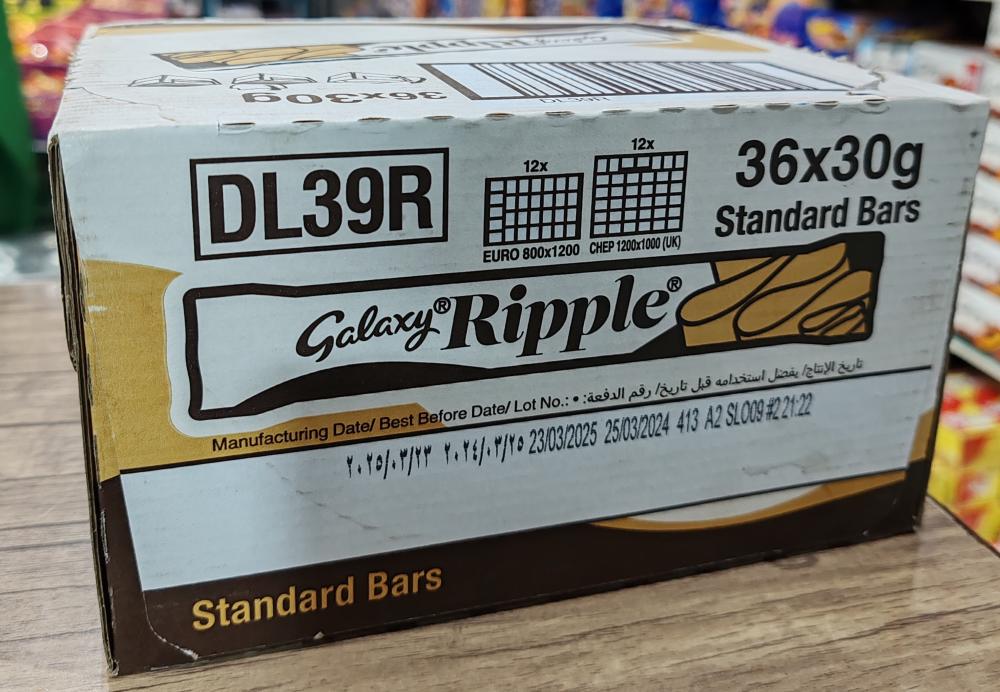 Galaxy Ripple
36x30g
DL39R
DL39R
12x
12x
36x30g
EURO 800x1200
CHEP 1200x1000 (UK)
Standard Bars
Galaxy® Ripple®
Manufacturing Date/ Best Before Date/ Lot No.: • تاريخ الإنتاج/ يفضل استخدامه قبل تاريخ/ رقم الدفعة:
٢٠٢٥/٠٣/٢٣ ٢٠٢٤/٠٣/٢٥ 23/03/2025 25/03/2024 413 A2 SLO09 #2 21:22
Standard Bars